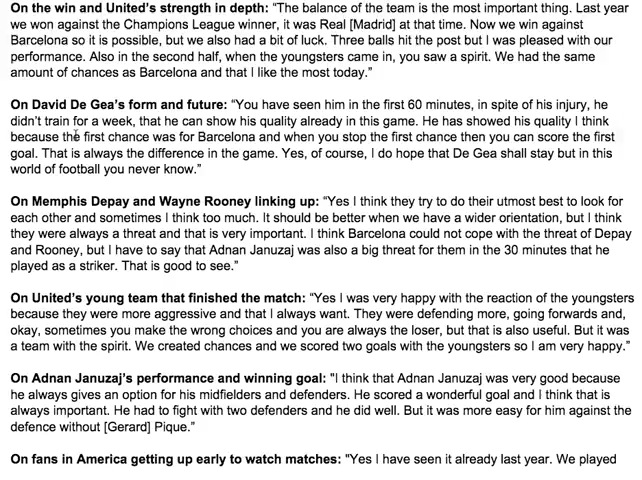 On the win and United’s strength in depth: “The balance of the team is the most important thing. Last year
we won against the Champions League winner, it was Real [Madrid] at that time. Now we win against
Barcelona so it is possible, but we also had a bit of luck. Three balls hit the post but I was pleased with our
performance. Also in the second half, when the youngsters came in, you saw a spirit. We had the same
amount of chances as Barcelona and that I like the most today.”
On David De Gea’s form and future: “You have seen him in the first 60 minutes, in spite of his injury, he
didn’t train for a week, that he can show his quality already in this game. He has showed his quality I think
because the first chance was for Barcelona and when you stop the first chance then you can score the first
goal. That is always the difference in the game. Yes, of course, I do hope that De Gea shall stay but in this
world of football you never know.”
On Memphis Depay and Wayne Rooney linking up: “Yes I think they try to do their utmost best to look for
each other and sometimes I think too much. It should be better when we have a wider orientation, but I think
they were always a threat and that is very important. I think Barcelona could not cope with the threat of Depay
and Rooney, but I have to say that Adnan Januzaj was also a big threat for them in the 30 minutes that he
played as a striker. That is good to see.”
On United’s young team that finished the match: “Yes I was very happy with the reaction of the youngsters
because they were more aggressive and that I always want. They were defending more, going forwards and,
okay, sometimes you make the wrong choices and you are always the loser, but that is also useful. But it was
a team with the spirit. We created chances and we scored two goals with the youngsters so I am very happy.”
On Adnan Januzaj’s performance and winning goal: "I think that Adnan Januzaj was very good because
he always gives an option for his midfielders and defenders. He scored a wonderful goal and I think that is
always important. He had to fight with two defenders and he did well. But it was more easy for him against the
defence without [Gerard] Pique.”
On fans in America getting up early to watch matches: "Yes I have seen it already last year. We played